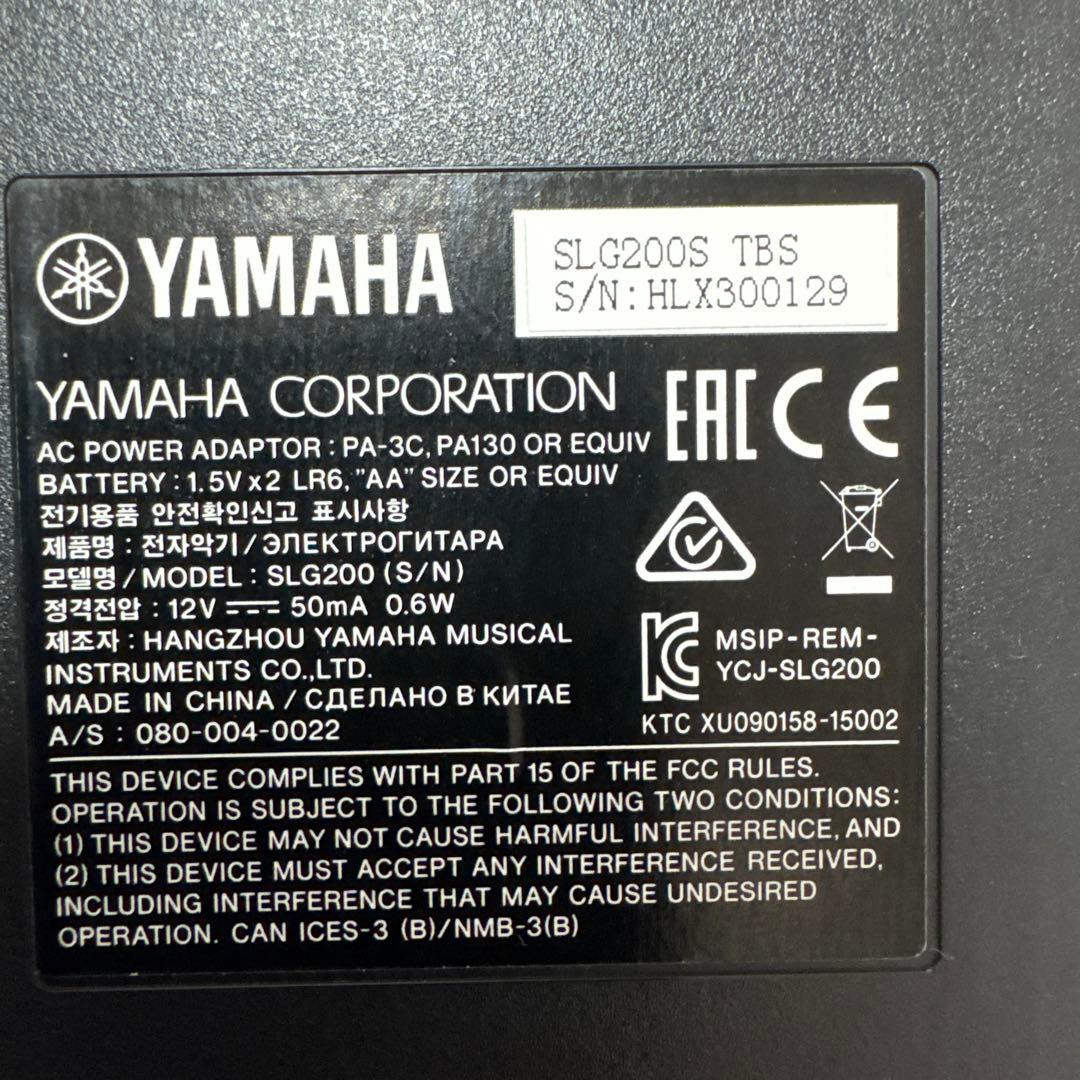 YAMAHA
SLG200S TBS
S/N:HLX300129
YAMAHA CORPORATION
AC POWER ADAPTOR : PA-3C, PA130 OR EQUIV
BATTERY : 1.5V x 2 LR6, "AA" SIZE OR EQUIV
전기용품 안전확인신고 표시사항
제품명 : 전자악기 / ЭЛЕКТРОГИТАРА
모델명 / MODEL : SLG200 (S/N)
정격전압 : 12V ⎓ 50mA 0.6W
제조자 : HANGZHOU YAMAHA MUSICAL
INSTRUMENTS CO.,LTD.
MADE IN CHINA / СДЕЛАНО В КИТАЕ
A/S : 080-004-0022
EAC CE
KC
MSIP-REM-
YCJ-SLG200
KTC XU090158-15002
THIS DEVICE COMPLIES WITH PART 15 OF THE FCC RULES.
OPERATION IS SUBJECT TO THE FOLLOWING TWO CONDITIONS:
(1) THIS DEVICE MAY NOT CAUSE HARMFUL INTERFERENCE, AND
(2) THIS DEVICE MUST ACCEPT ANY INTERFERENCE RECEIVED,
INCLUDING INTERFERENCE THAT MAY CAUSE UNDESIRED
OPERATION. CAN ICES-3 (B)/NMB-3(B)